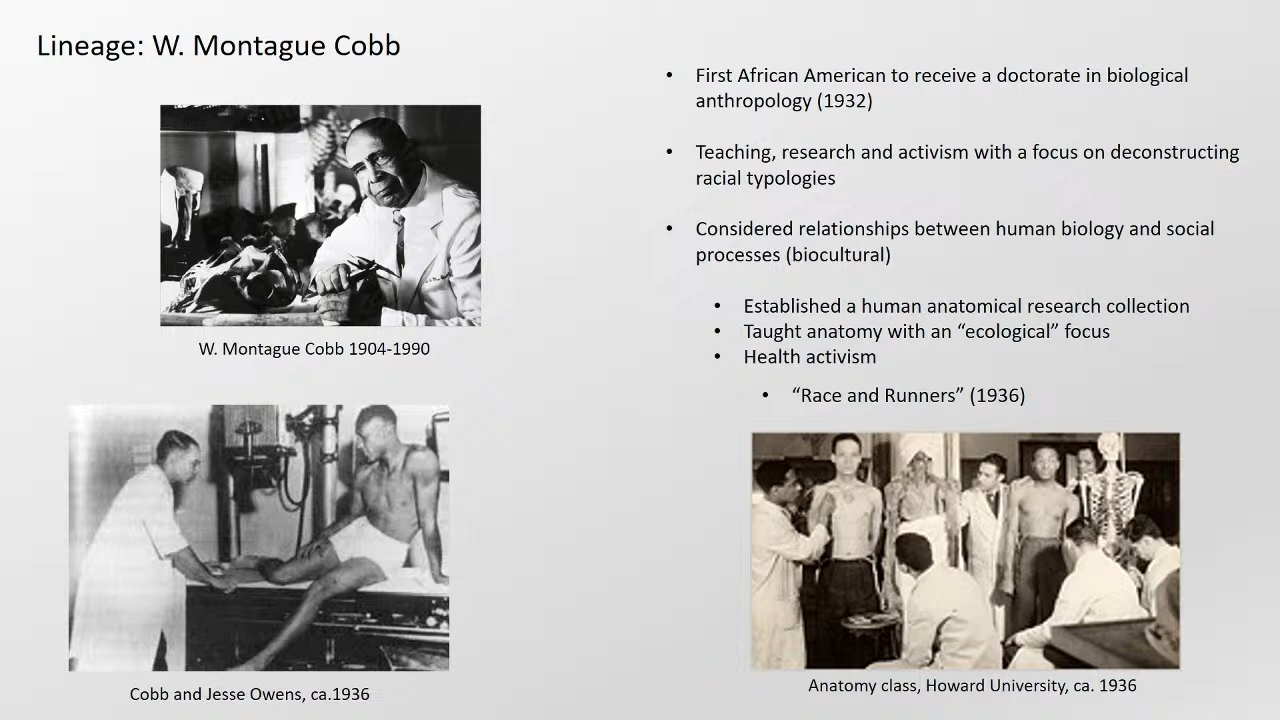 Lineage: W. Montague Cobb
W. Montague Cobb 1904-1990
Cobb and Jesse Owens, ca.1936
• First African American to receive a doctorate in biological
anthropology (1932)
• Teaching, research and activism with a focus on deconstructing
racial typologies
• Considered relationships between human biology and social
processes (biocultural)
• Established a human anatomical research collection
• Taught anatomy with an “ecological” focus
• Health activism
• “Race and Runners” (1936)
Anatomy class, Howard University, ca. 1936